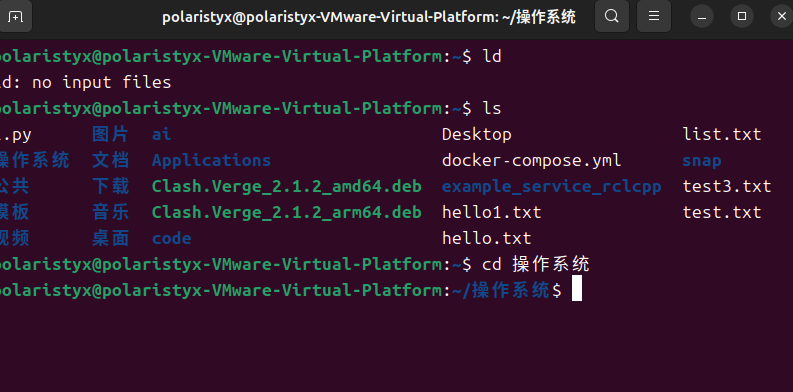 polaristyx@polaristyx-VMware-Virtual-Platform: ~/操作系统
polaristyx@polaristyx-VMware-Virtual-Platform:~$ ld
ld: no input files
polaristyx@polaristyx-VMware-Virtual-Platform:~$ ls
.py 图片 ai Desktop list.txt
操作系统 文档 Applications docker-compose.yml snap
公共 下载 Clash.Verge_2.1.2_amd64.deb example_service_rclcpp test3.txt
模板 音乐 Clash.Verge_2.1.2_arm64.deb hello1.txt test.txt
视频 桌面 code hello.txt
polaristyx@polaristyx-VMware-Virtual-Platform:~$ cd 操作系统
polaristyx@polaristyx-VMware-Virtual-Platform:~/操作系统$